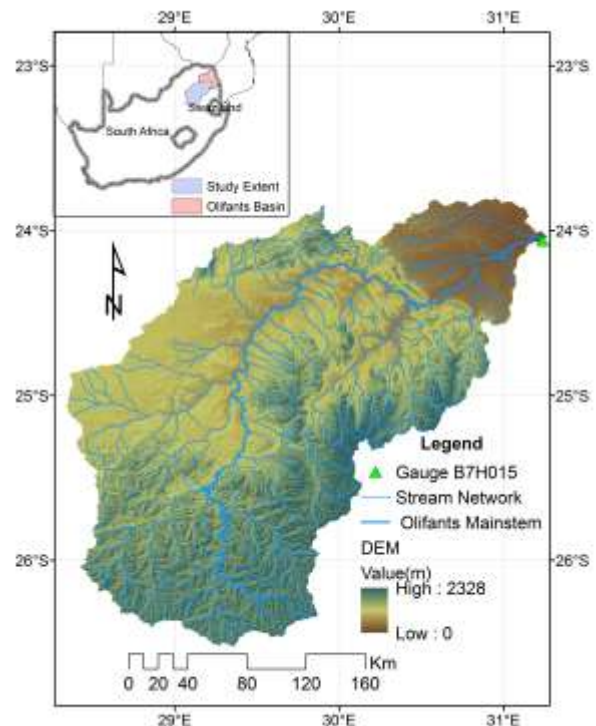 29°E 30°E 31°E
23°S
Swaziland
South Africa
Study Extent
Olifants Basin
24°S 24°S
N
25°S 25°S
Legend
Gauge B7H015
Stream Network
Olifants Mainstem
DEM
Value(m)
High : 2328
Low : 0
26°S 26°S
Km
0 20 40 80 120 160
29°E 30°E 31°E